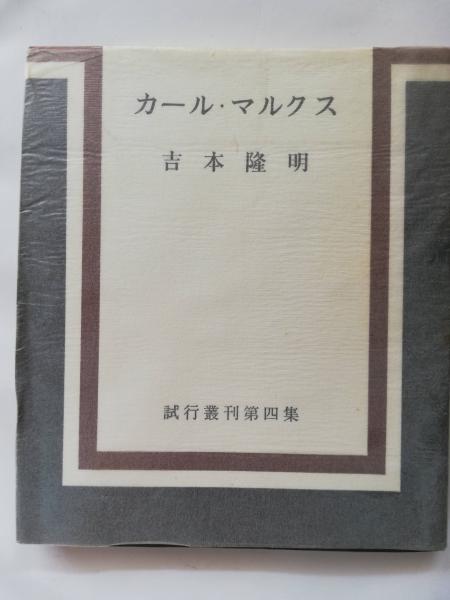 カール・マルクス
吉本隆明
試行叢刊第四集